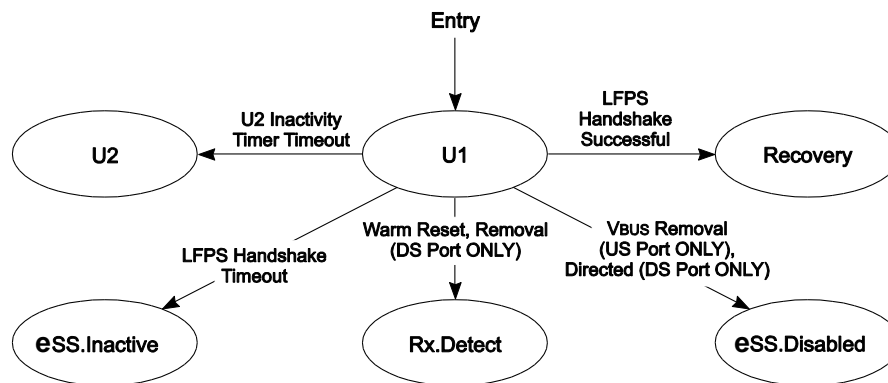 Entry
U2 Inactivity
Timer Timeout
LFPS
Handshake
Successful
U2
U1
Recovery
LFPS Handshake
Timeout
Warm Reset, Removal
(DS Port ONLY)
VBUS Removal
(US Port ONLY),
Directed (DS Port ONLY)
eSS.Inactive
Rx.Detect
eSS.Disabled